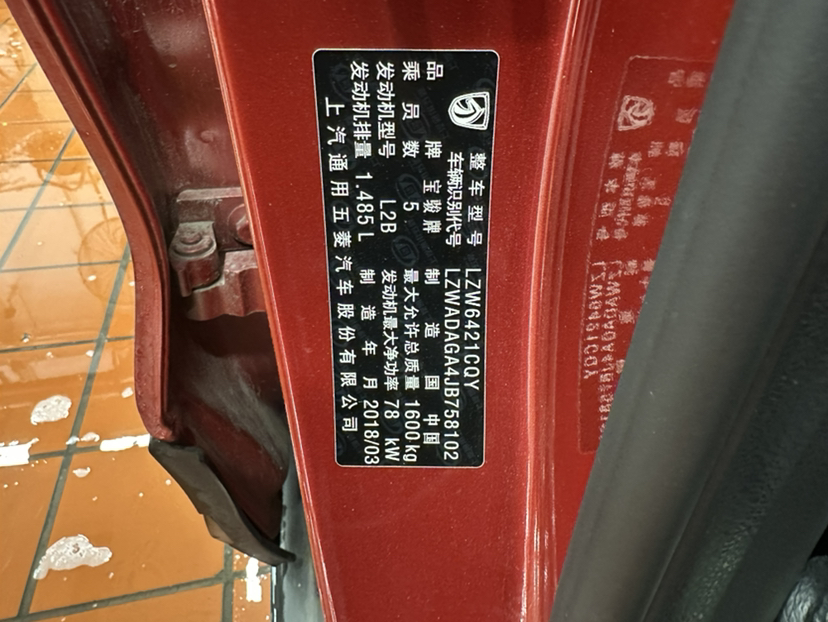 整车型号 LZW6421CQY
车辆识别代号 LZWADAGA4JB758102
品牌 宝骏牌 制造国 中国
乘员数 5 最大允许总质量 1600kg
发动机型号 L2B 发动机最大净功率 78 kW
发动机排量 1.485L 制造年月 2018/03
上汽通用五菱汽车股份有限公司